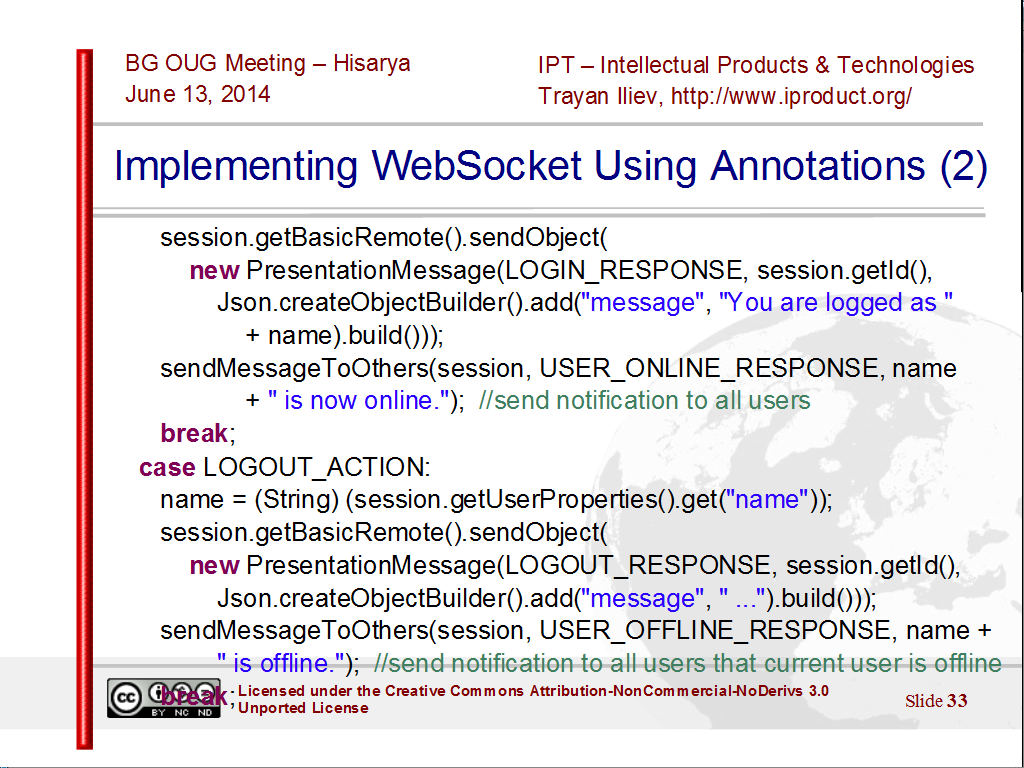 BG OUG Meeting – Hisarya
June 13, 2014
IPT – Intellectual Products & Technologies
Trayan Iliev, http://www.iproduct.org/
Implementing WebSocket Using Annotations (2)
session.getBasicRemote().sendObject(
new PresentationMessage(LOGIN_RESPONSE, session.getId(),
Json.createObjectBuilder().add("message", "You are logged as "
+ name).build()));
sendMessageToOthers(session, USER_ONLINE_RESPONSE, name
+ " is now online."); //send notification to all users
break;
case LOGOUT_ACTION:
name = (String) (session.getUserProperties().get("name"));
session.getBasicRemote().sendObject(
new PresentationMessage(LOGOUT_RESPONSE, session.getId(),
Json.createObjectBuilder().add("message", " ...").build()));
sendMessageToOthers(session, USER_OFFLINE_RESPONSE, name +
" is offline."); //send notification to all users that current user is offline
break;
cc
BY NC ND
Licensed under the Creative Commons Attribution-NonCommercial-NoDerivs 3.0
Unported License
Slide 33